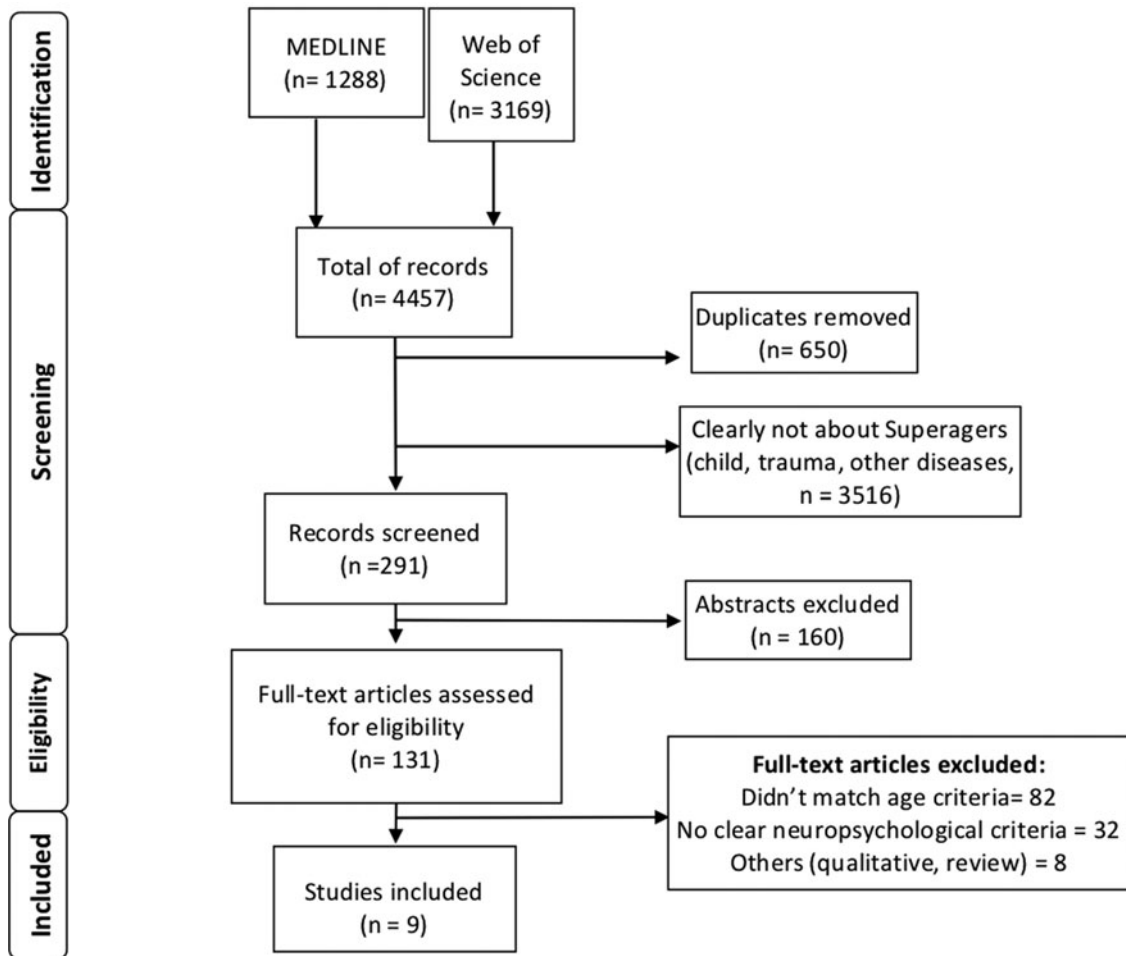 Identification
MEDLINE
(n= 1288)
Web of
Science
(n= 3169)
Screening
Total of records
(n= 4457)
Duplicates removed
(n= 650)
Clearly not about Superagers
(child, trauma, other diseases,
n = 3516)
Records screened
(n =291)
Abstracts excluded
(n = 160)
Eligibility
Full-text articles assessed
for eligibility
(n= 131)
Full-text articles excluded:
Didn't match age criteria= 82
No clear neuropsychological criteria = 32
Others (qualitative, review) = 8
Included
Studies included
(n = 9)